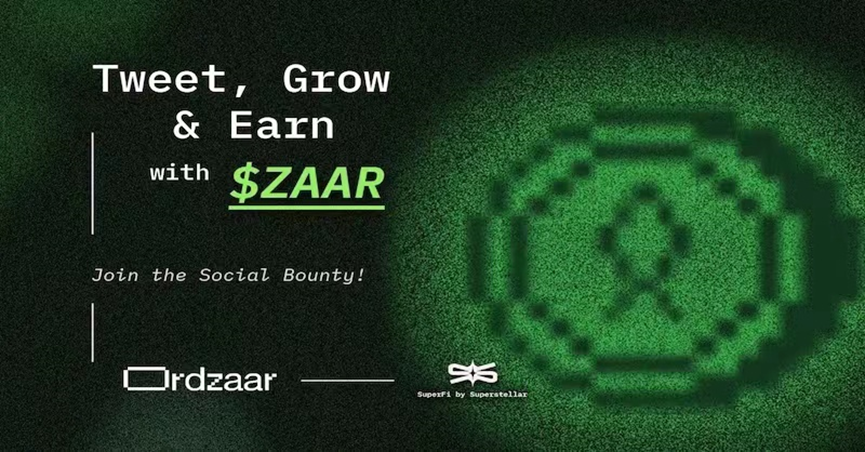 Tweet, Grow
& Earn
with $ZAAR
Join the Social Bounty!
Ordzaar
SuperFi by Superstellar